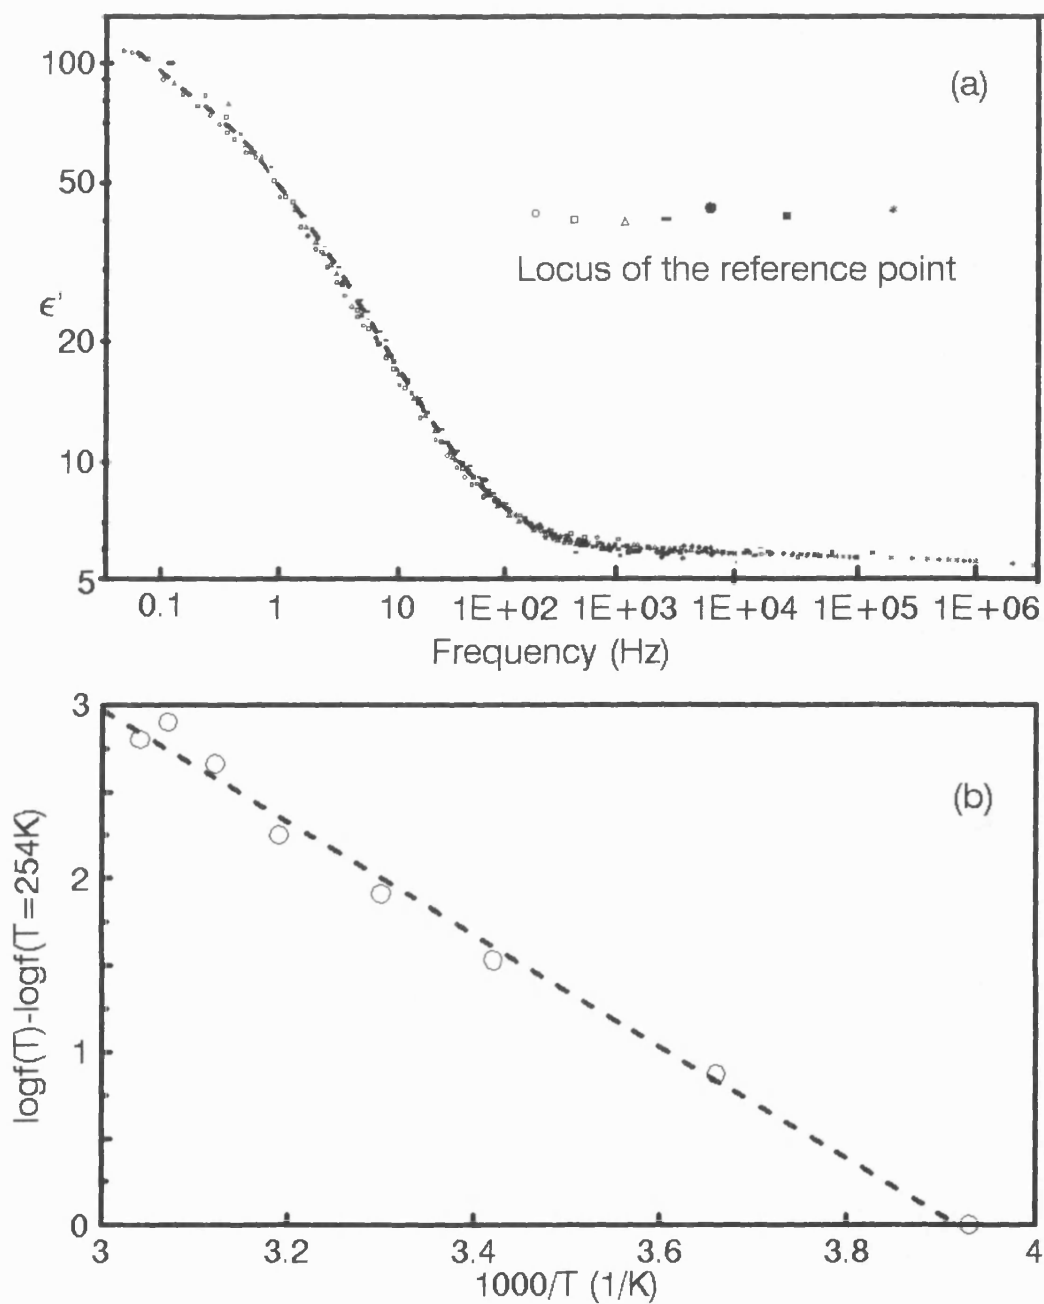 100
(a)
50
Locus of the reference point
ϵ'
20
10
5
0.1 1 10 1E+02 1E+03 1E+04 1E+05 1E+06
Frequency (Hz)
3
(b)
logf(T)-logf(T=254K)
2
1
0
3 3.2 3.4 3.6 3.8 4
1000/T (1/K)